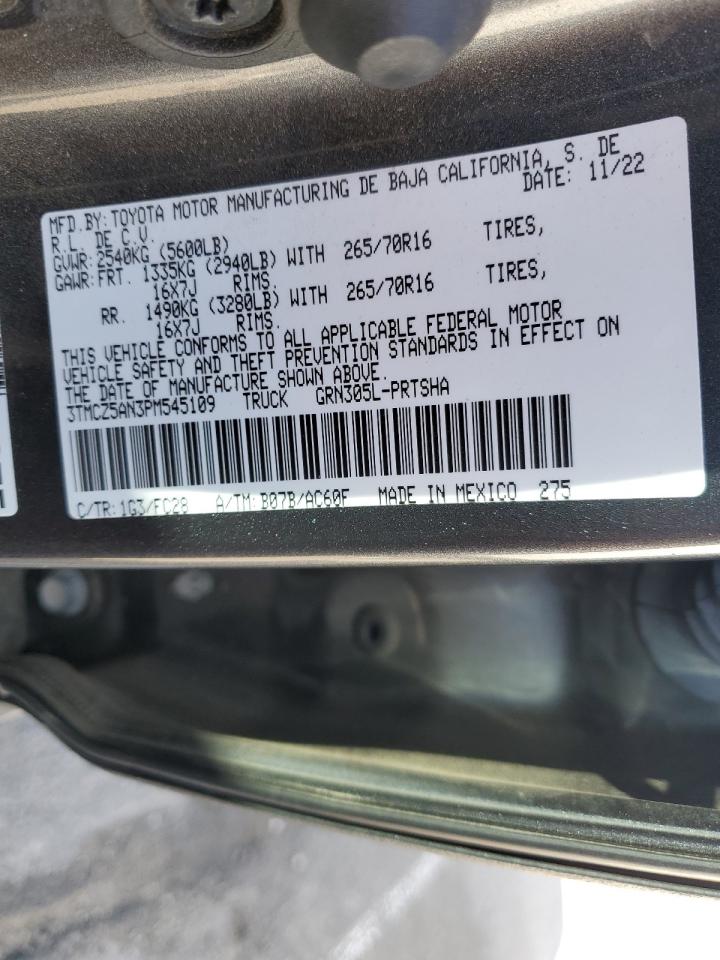 MFD.BY: TOYOTA MOTOR MANUFACTURING DE BAJA CALIFORNIA, S. DE
R.L. DE C.V. DATE: 11/22
GVWR: 2540KG (5600LB)
GAWR: FRT. 1335KG (2940LB) WITH 265/70R16 TIRES,
16X7J RIMS.
RR. 1490KG (3280LB) WITH 265/70R16 TIRES,
16X7J RIMS.
THIS VEHICLE CONFORMS TO ALL APPLICABLE FEDERAL MOTOR
VEHICLE SAFETY AND THEFT PREVENTION STANDARDS IN EFFECT ON
THE DATE OF MANUFACTURE SHOWN ABOVE.
3TMCZ5AN3PM545109 TRUCK GRN305L-PRTSHA
C/TR: 1G3/FC28 A/TM: B07B/AC60F MADE IN MEXICO 275